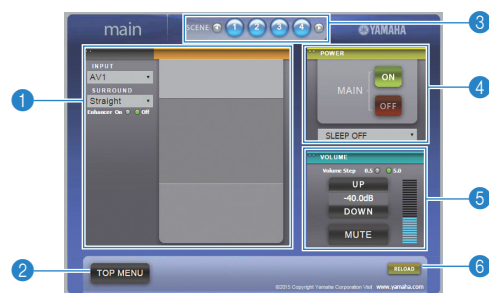 main
SCENE 1 2 3 4
YAMAHA
3
INPUT
AV1
SURROUND
Straight
Enhancer On Off
1
POWER
MAIN
ON
OFF
SLEEP OFF
4
VOLUME
Volume Step 0.5 5.0
UP
-40.0dB
DOWN
MUTE
5
2
TOP MENU
RELOAD
6
©2015 Copyright Yamaha Corporation Visit www.yamaha.com